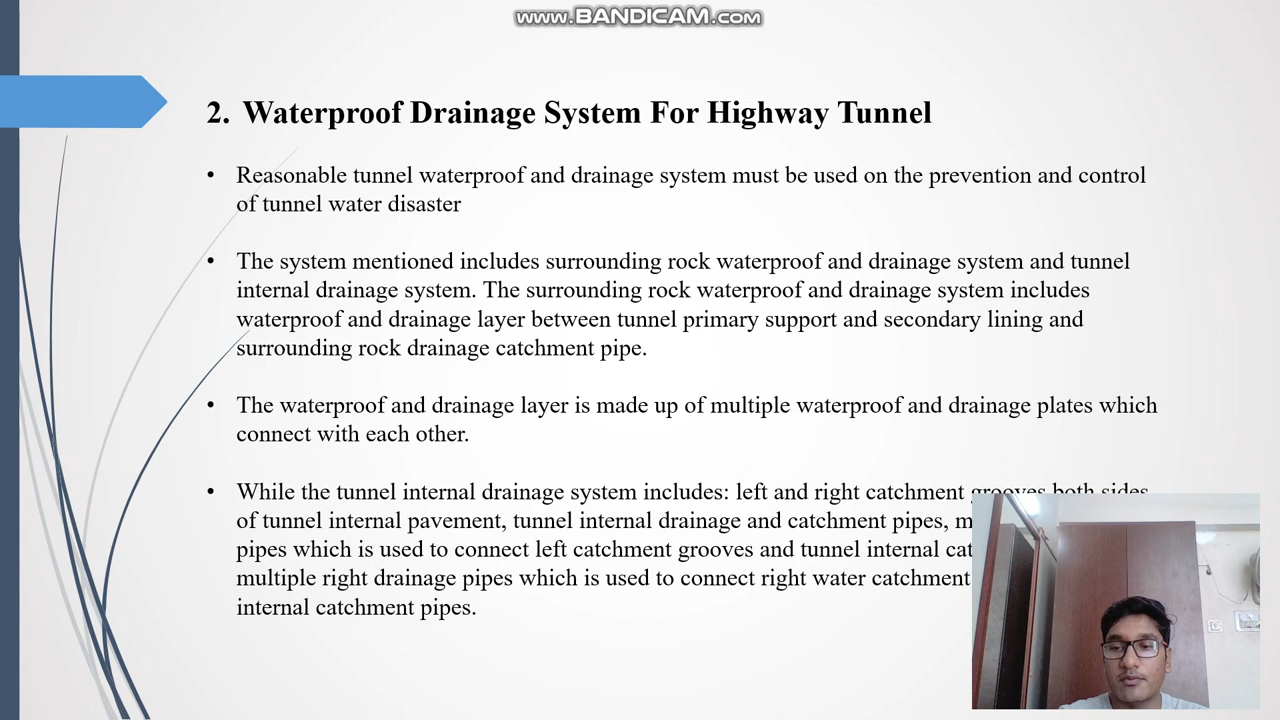 www.BANDICAM.com
2. Waterproof Drainage System For Highway Tunnel
• Reasonable tunnel waterproof and drainage system must be used on the prevention and control
of tunnel water disaster
• The system mentioned includes surrounding rock waterproof and drainage system and tunnel
internal drainage system. The surrounding rock waterproof and drainage system includes
waterproof and drainage layer between tunnel primary support and secondary lining and
surrounding rock drainage catchment pipe.
• The waterproof and drainage layer is made up of multiple waterproof and drainage plates which
connect with each other.
• While the tunnel internal drainage system includes: left and right catchment grooves both sides
of tunnel internal pavement, tunnel internal drainage and catchment pipes,
pipes which is used to connect left catchment grooves and tunnel internal
multiple right drainage pipes which is used to connect right water catchment
internal catchment pipes.